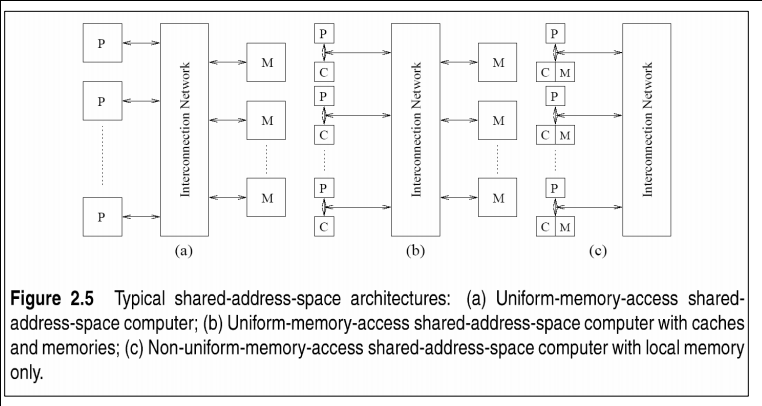 P
P
P
Interconnection Network
M
M
M
(a)
P
C
P
C
P
C
Interconnection Network
M
M
M
(b)
P
C M
P
C M
P
C M
Interconnection Network
(c)
Figure 2.5 Typical shared-address-space architectures: (a) Uniform-memory-access shared-
address-space computer; (b) Uniform-memory-access shared-address-space computer with caches
and memories; (c) Non-uniform-memory-access shared-address-space computer with local memory
only.